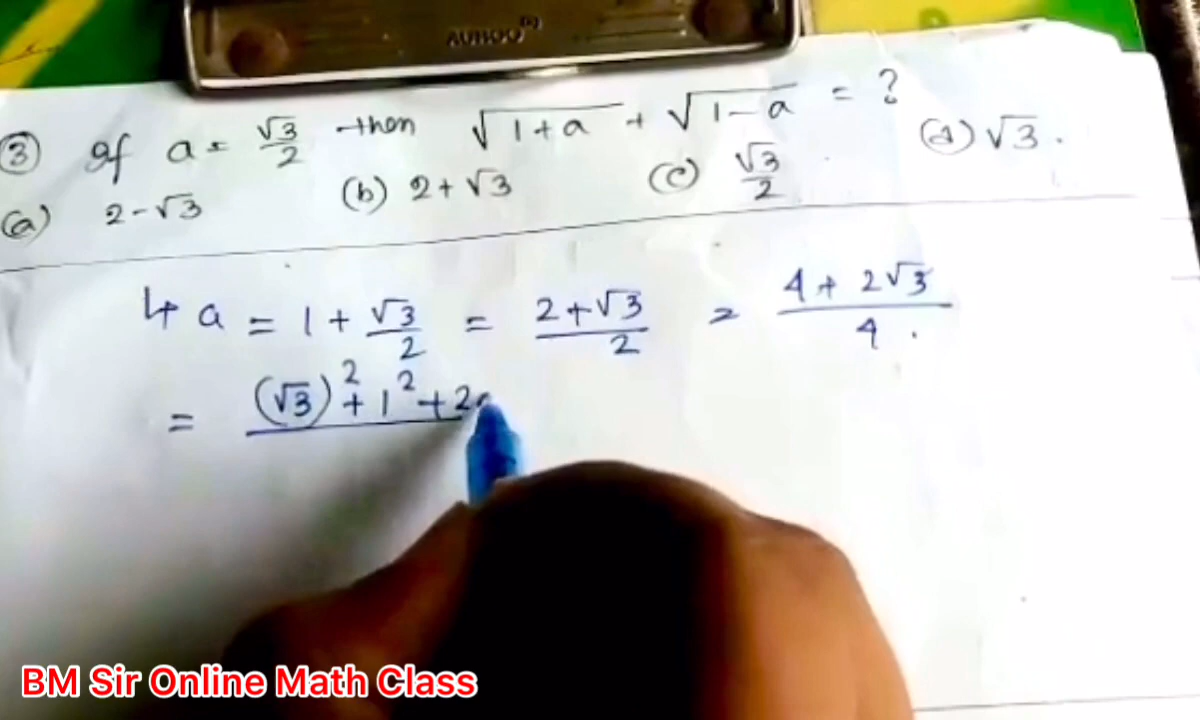 AUHOO
③ If a = √3/2 then √(1+a) + √(1-a) = ?
(a) 2-√3 (b) 2+√3 (c) √3/2 (d) √3.
1+a = 1 + √3/2 = (2+√3)/2 = (4+2√3)/4.
= (√3)² + 1² + 2
BM Sir Online Math Class